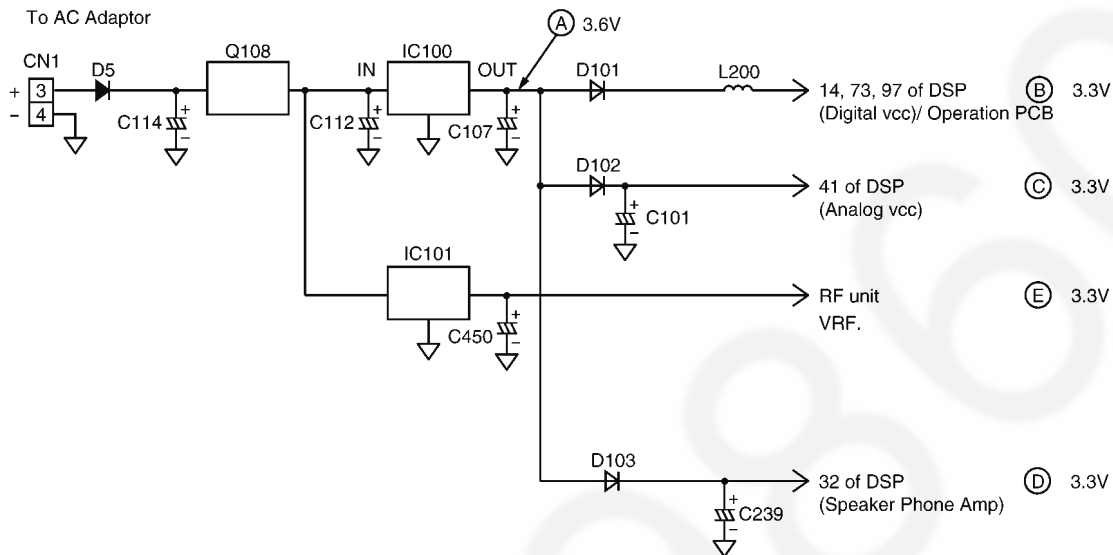 To AC Adaptor
A 3.6V
CN1
D5
Q108
IN IC100 OUT
D101
L200
+ 3
- 4
+
C114
-
+
C112
-
+
C107
-
14, 73, 97 of DSP B 3.3V
(Digital vcc)/ Operation PCB
D102
+
C101
-
41 of DSP C 3.3V
(Analog vcc)
IC101
+
C450
-
RF unit E 3.3V
VRF.
D103
+
C239
-
32 of DSP D 3.3V
(Speaker Phone Amp)